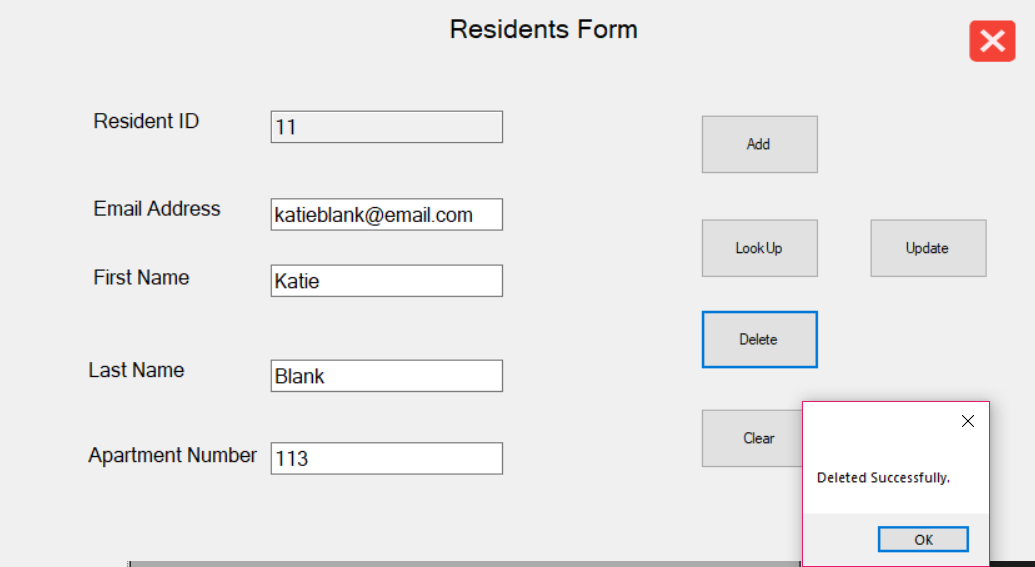 Residents Form
Resident ID
11
Add
Email Address
katieblank@email.com
LookUp
Update
First Name
Katie
Delete
Last Name
Blank
Clear
Apartment Number
113
Deleted Successfully.
OK